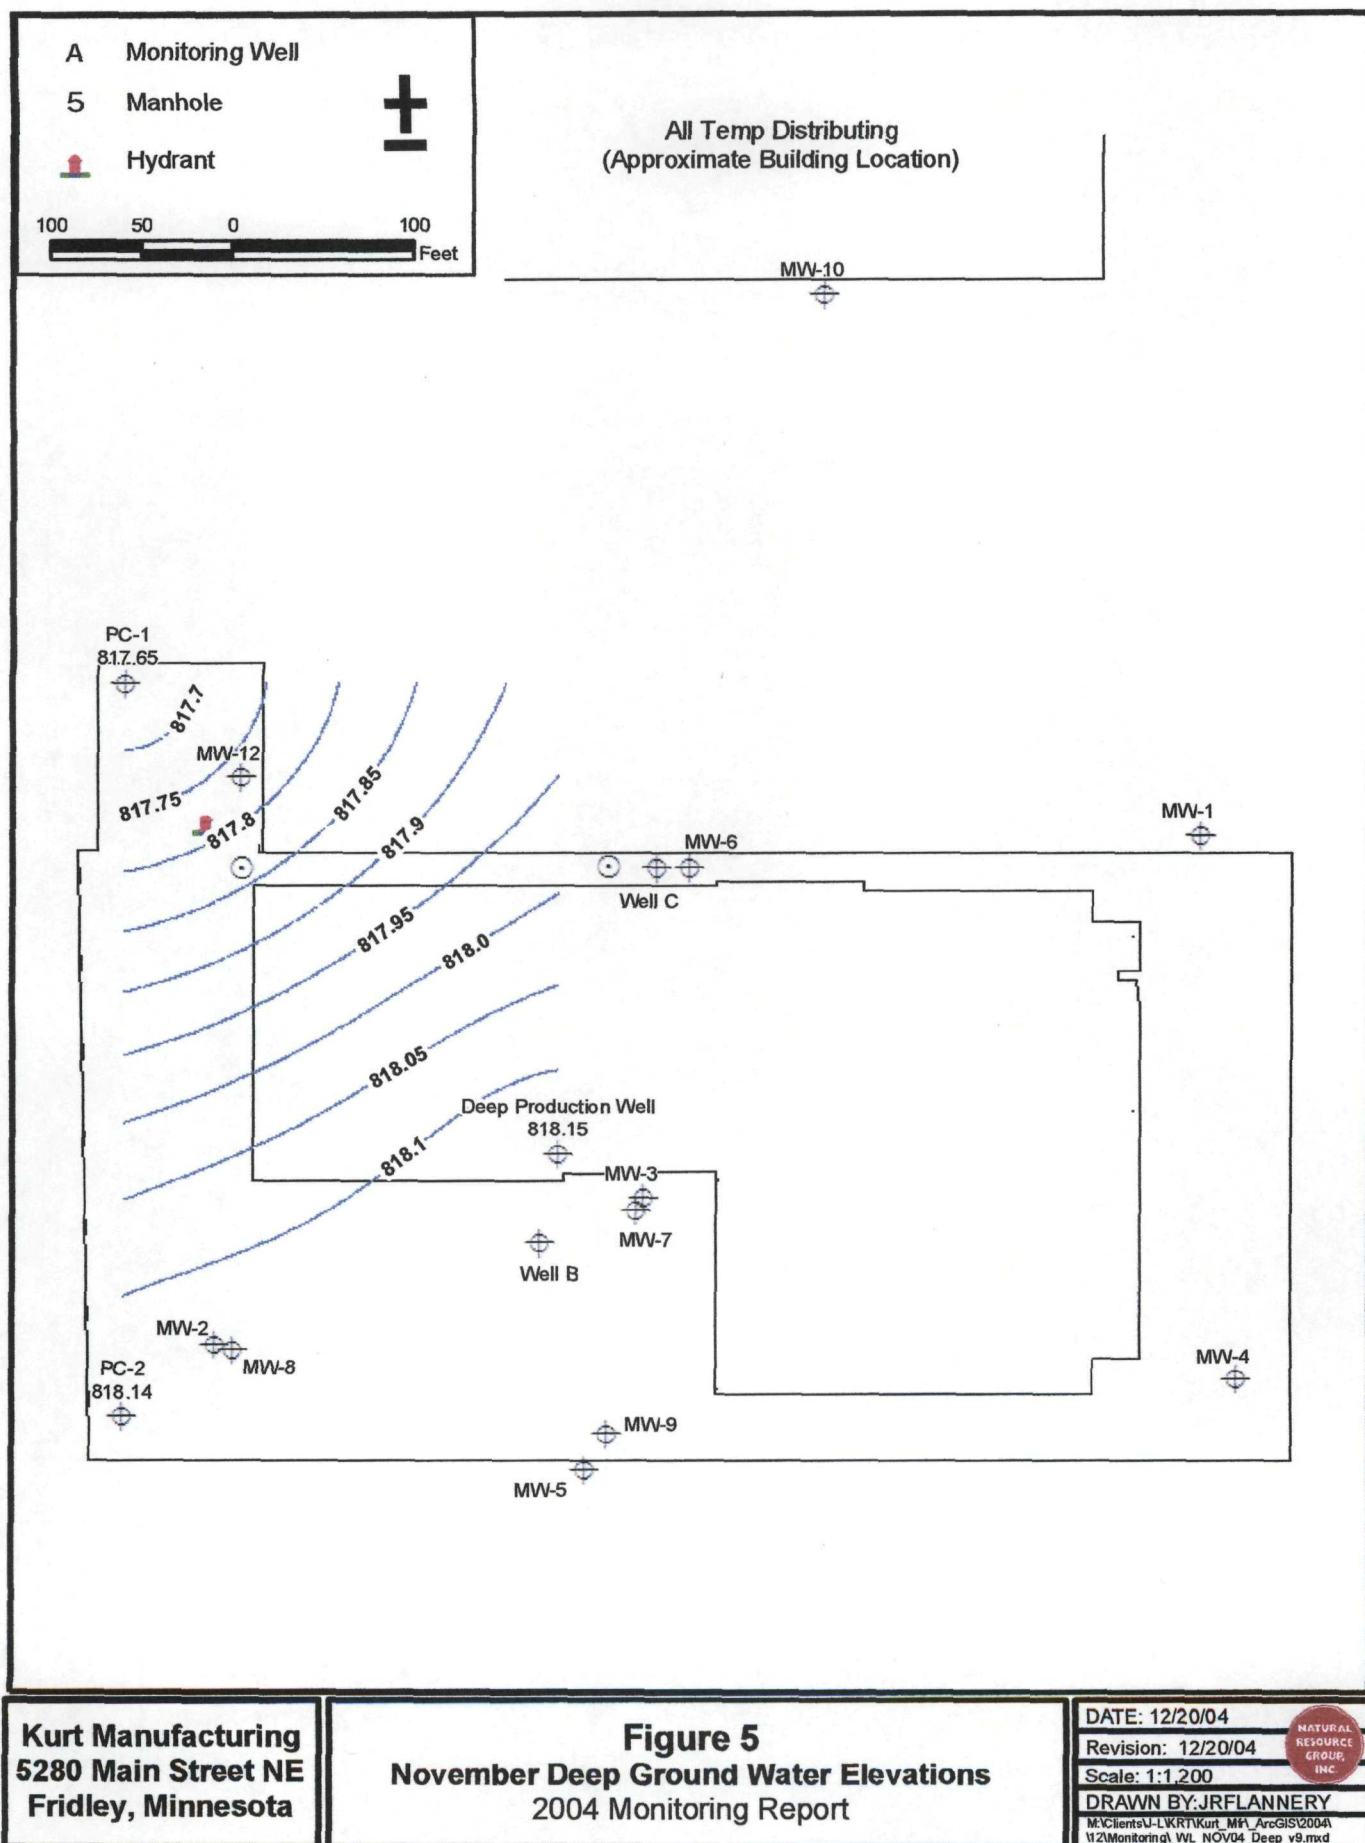 A Monitoring Well
5 Manhole
Hydrant
100 50 0 100
Feet
All Temp Distributing
(Approximate Building Location)
MW-10
PC-1
817.65
817.7
MW-12
817.75
817.8
817.85
817.9
MW-1
MW-6
Well C
817.95
818.0
818.05
Deep Production Well
818.15
818.1
MW-3
MW-7
Well B
MW-2
MW-8
PC-2
818.14
MW-4
MW-9
MW-5
Kurt Manufacturing
5280 Main Street NE
Fridley, Minnesota
Figure 5
November Deep Ground Water Elevations
2004 Monitoring Report
DATE: 12/20/04
Revision: 12/20/04
Scale: 1:1,200
DRAWN BY:JRFLANNERY
NATURAL
RESOURCE
GROUP,
INC.